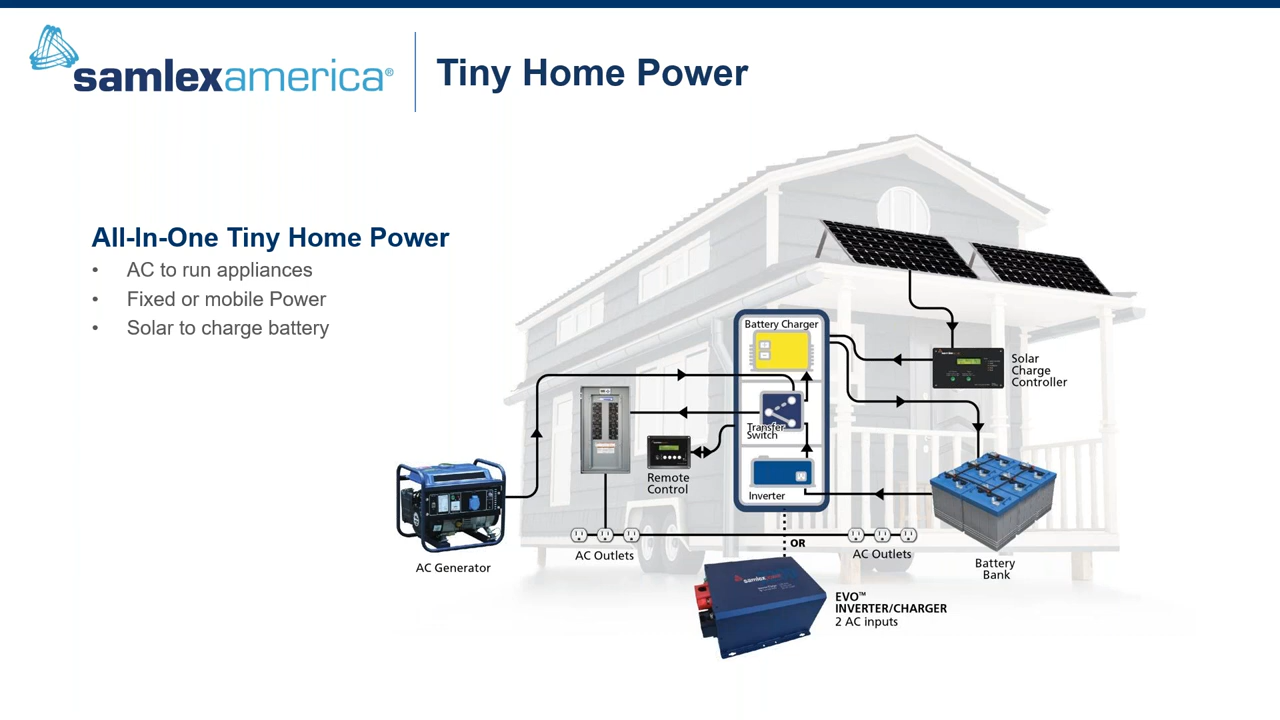 samlexamerica®
Tiny Home Power
All-In-One Tiny Home Power
• AC to run appliances
• Fixed or mobile Power
• Solar to charge battery
Battery Charger
Solar
Charge
Controller
Transfer
Switch
Remote
Control
Inverter
AC Generator
AC Outlets
OR
AC Outlets
Battery
Bank
samlexamerica
EVO™
INVERTER/CHARGER
2 AC inputs